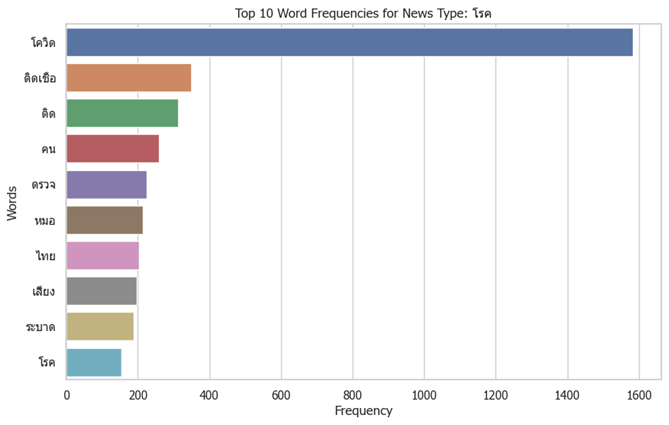 Top 10 Word Frequencies for News Type: โรค
Words
โควิด
ติดเชื้อ
ติด
คน
ตรวจ
หมอ
ไทย
เสี่ยง
ระบาด
โรค
0 200 400 600 800 1000 1200 1400 1600
Frequency